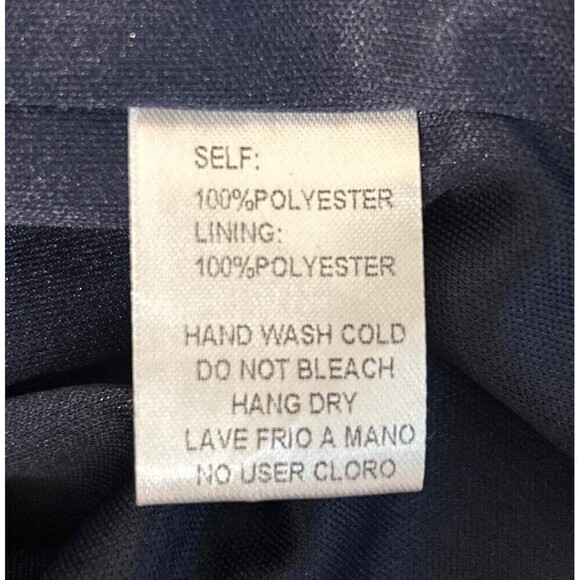 SELF:
100%POLYESTER
LINING:
100%POLYESTER
HAND WASH COLD
DO NOT BLEACH
HANG DRY
LAVE FRIO A MANO
NO USER CLORO